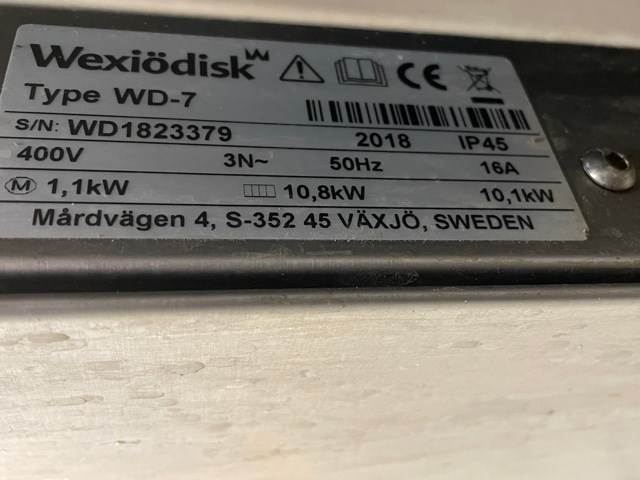 Wexiödisk
Type WD-7
S/N: WD1823379 2018 IP45
400V 3N~ 50Hz 16A
M 1,1kW 10,8kW 10,1kW
Mårdvägen 4, S-352 45 VÄXJÖ, SWEDEN